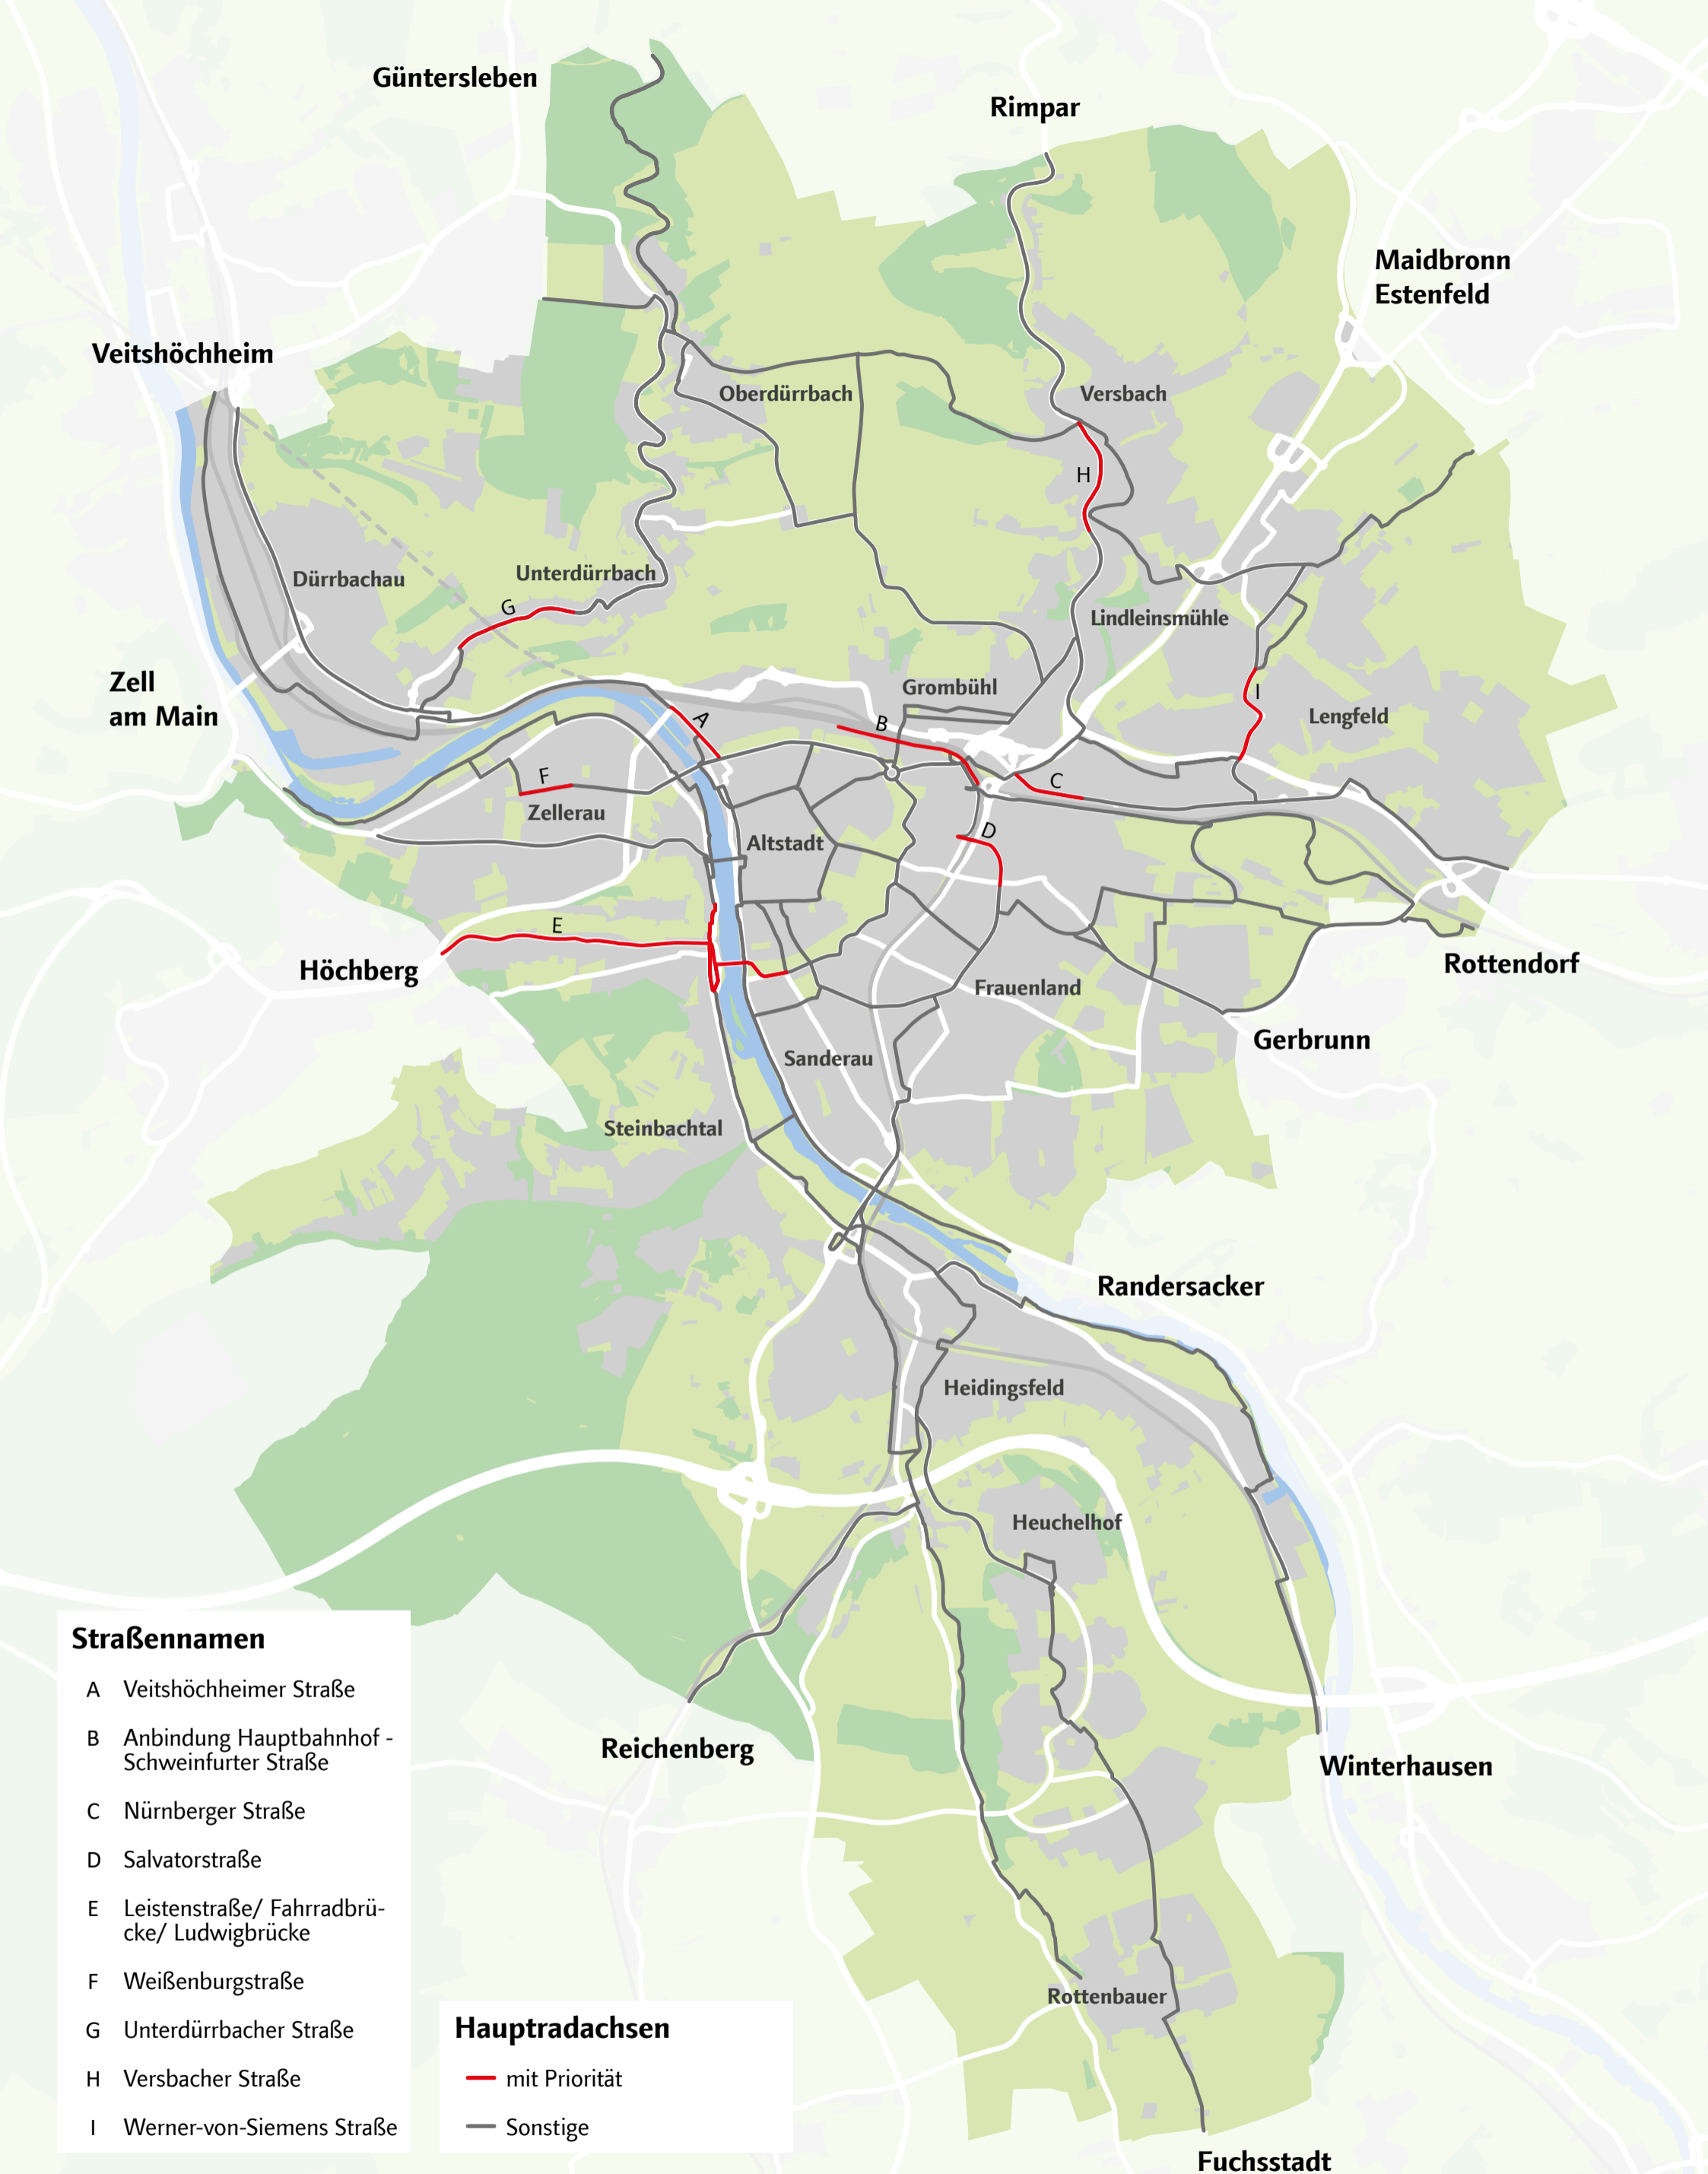 Güntersleben
Rimpar
Maidbronn
Estenfeld
Veitshöchheim
Oberdürrbach
Versbach
H
Dürrbachau
Unterdürrbach
G
Lindleinsmühle
Zell
am Main
Grombühl
I
A
B
Lengfeld
F
C
Zellerau
D
Altstadt
E
Höchberg
Rottendorf
Frauenland
Gerbrunn
Sanderau
Steinbachtal
Randersacker
Heidingsfeld
Heuchelhof
Reichenberg
Winterhausen
Rottenbauer
Fuchsstadt
Straßennamen
A Veitshöchheimer Straße
B Anbindung Hauptbahnhof -
Schweinfurter Straße
C Nürnberger Straße
D Salvatorstraße
E Leistenstraße/ Fahrradbrü-
cke/ Ludwigbrücke
F Weißenburgstraße
G Unterdürrbacher Straße
H Versbacher Straße
I Werner-von-Siemens Straße
Hauptradachsen
mit Priorität
Sonstige